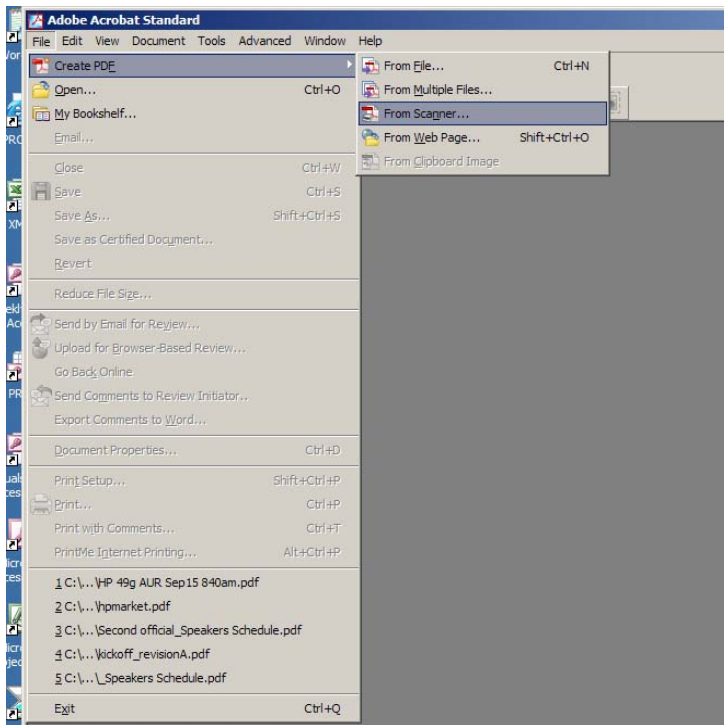 Adobe Acrobat Standard
File Edit View Document Tools Advanced Window Help
Create PDF
Open... Ctrl+O
My Bookshelf...
Email...
Close Ctrl+W
Save Ctrl+S
Save As... Shift+Ctrl+S
Save as Certified Document...
Revert
Reduce File Size...
Send by Email for Review...
Upload for Browser-Based Review...
Go Back Online
Send Comments to Review Initiator..
Export Comments to Word...
Document Properties... Ctrl+D
Print Setup... Shift+Ctrl+P
Print... Ctrl+P
Print with Comments... Ctrl+T
PrintMe Internet Printing... Alt+Ctrl+P
1 C:\...\HP 49g AUR Sep15 840am.pdf
2 C:\...\hpmarket.pdf
3 C:\...\Second official_Speakers Schedule.pdf
4 C:\...\kickoff_revisionA.pdf
5 C:\...\_Speakers Schedule.pdf
Exit Ctrl+Q
From File... Ctrl+N
From Multiple Files...
From Scanner...
From Web Page... Shift+Ctrl+O
From Clipboard Image